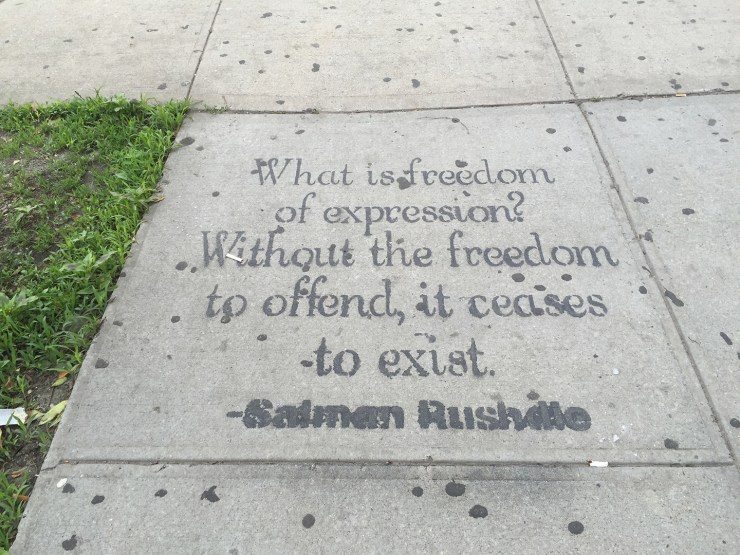 What is freedom
of expression?
Without the freedom
to offend, it ceases
to exist.
-Salman Rushdie